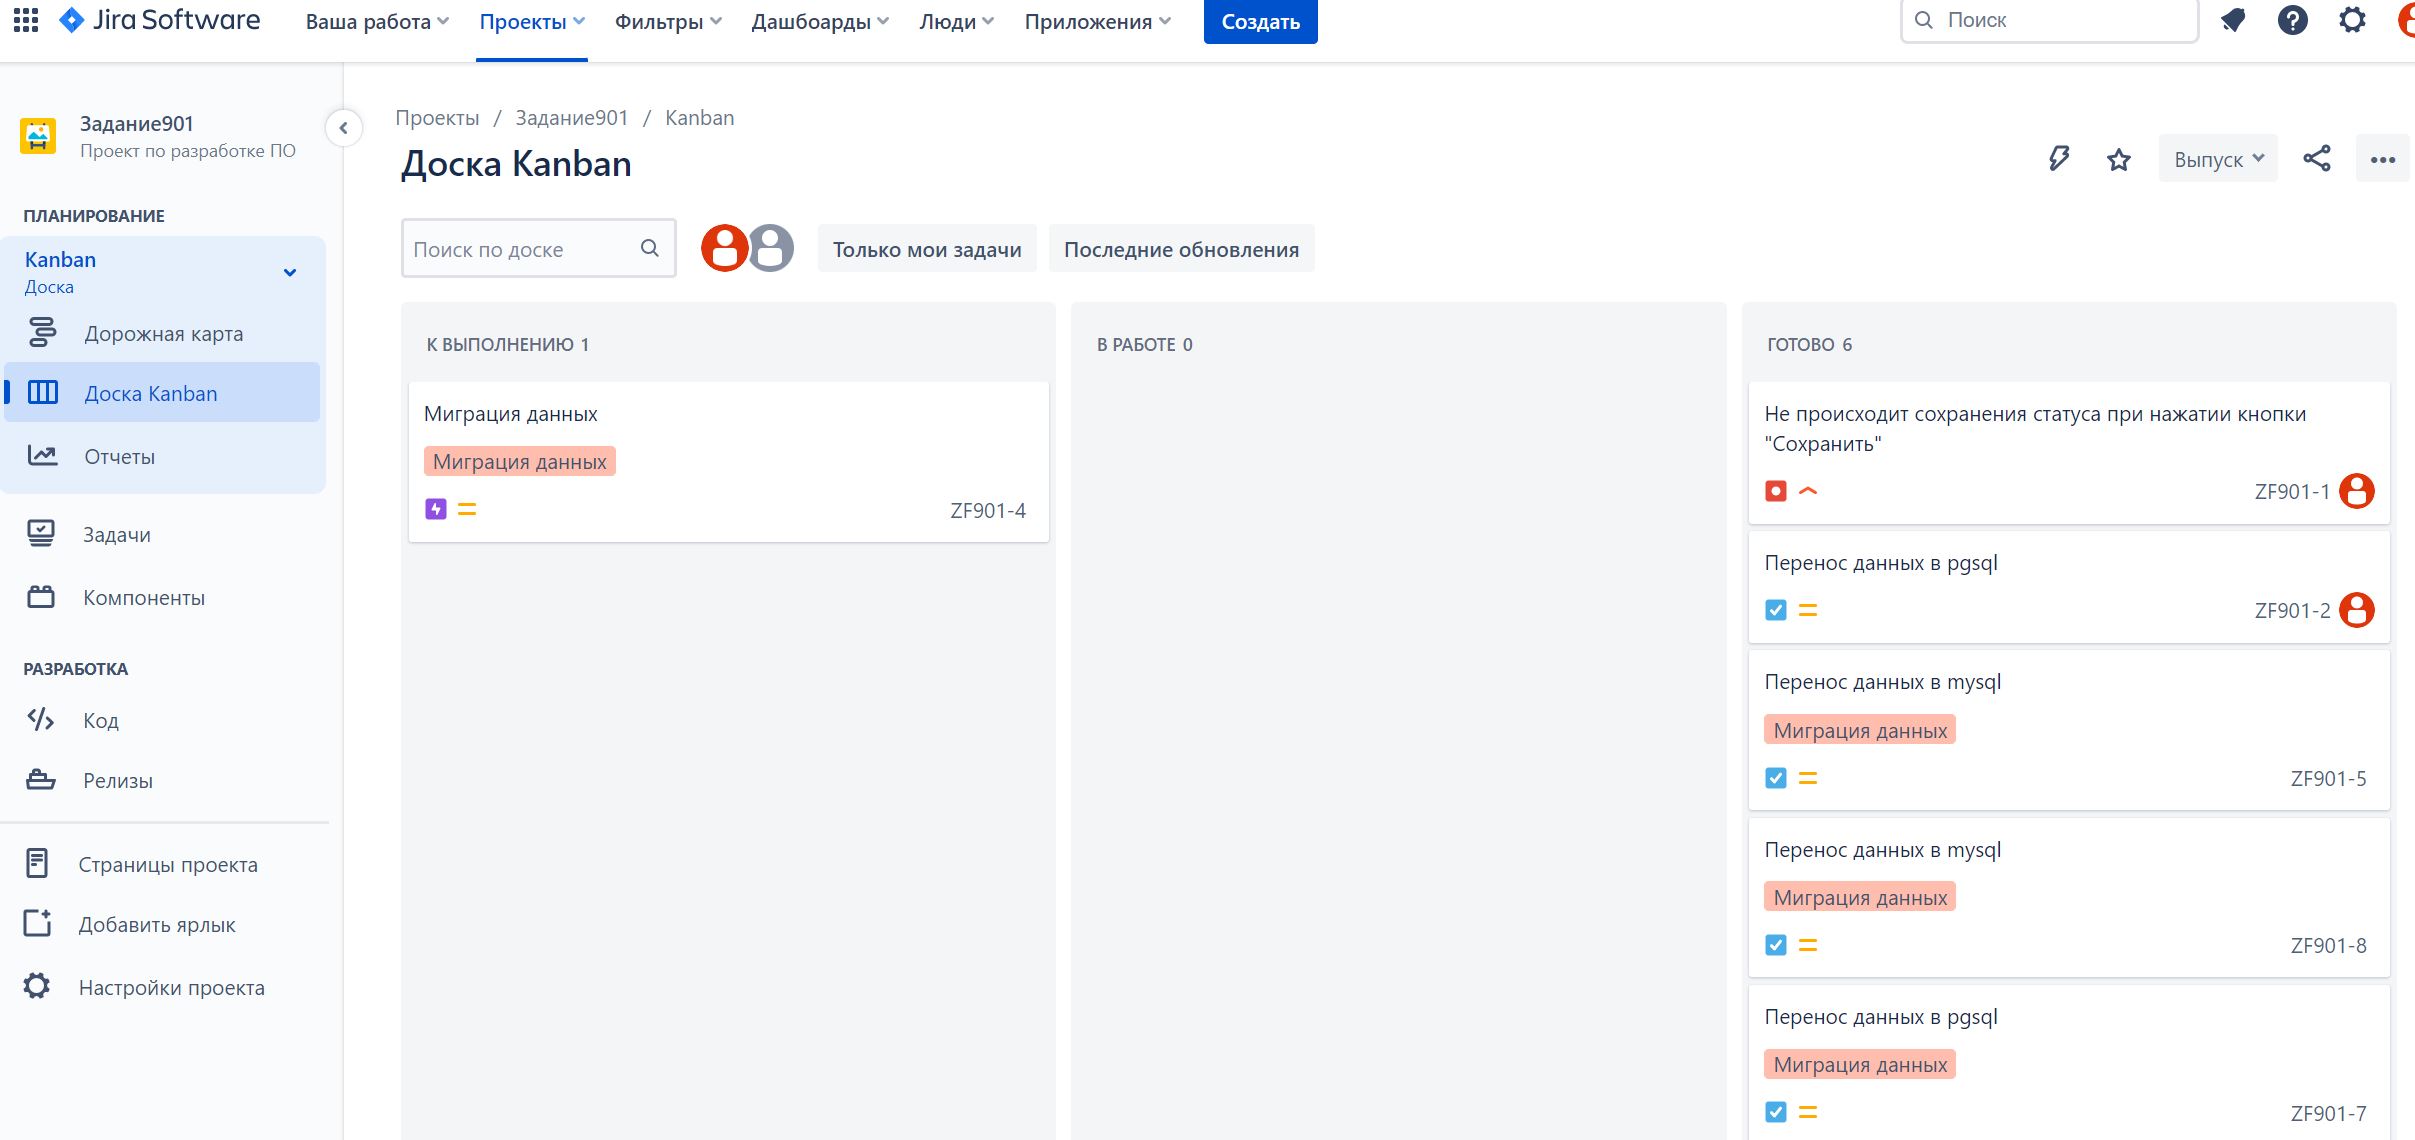 Jira Software
Ваша работа
Проекты
Фильтры
Дашбоарды
Люди
Приложения
Создать
Поиск
Задание901
Проект по разработке ПО
ПЛАНИРОВАНИЕ
Kanban
Доска
Дорожная карта
Доска Kanban
Отчеты
Задачи
Компоненты
РАЗРАБОТКА
Код
Релизы
Страницы проекта
Добавить ярлык
Настройки проекта
Проекты / Задание901 / Kanban
Доска Kanban
Выпуск
Поиск по доске
Только мои задачи
Последние обновления
К ВЫПОЛНЕНИЮ 1
Миграция данных
Миграция данных
ZF901-4
В РАБОТЕ 0
ГОТОВО 6
Не происходит сохранения статуса при нажатии кнопки
"Сохранить"
ZF901-1
Перенос данных в pgsql
ZF901-2
Перенос данных в mysql
Миграция данных
ZF901-5
Перенос данных в mysql
Миграция данных
ZF901-8
Перенос данных в pgsql
Миграция данных
ZF901-7